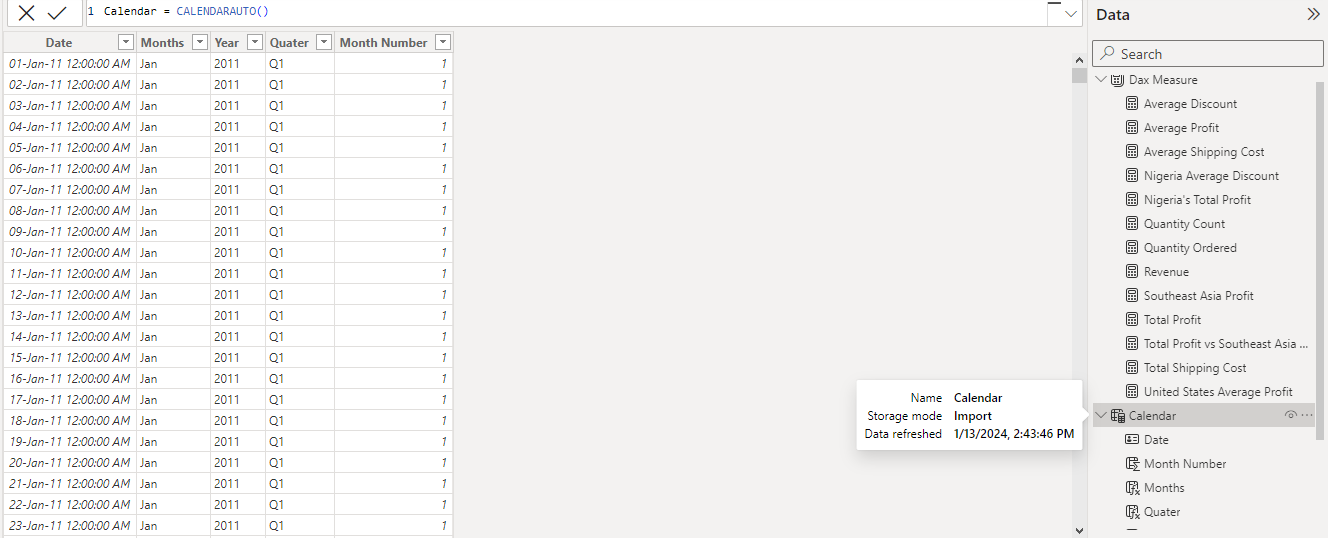 1 Calendar = CALENDARAUTO()
Date Months Year Quater Month Number
01-Jan-11 12:00:00 AM Jan 2011 Q1 1
02-Jan-11 12:00:00 AM Jan 2011 Q1 1
03-Jan-11 12:00:00 AM Jan 2011 Q1 1
04-Jan-11 12:00:00 AM Jan 2011 Q1 1
05-Jan-11 12:00:00 AM Jan 2011 Q1 1
06-Jan-11 12:00:00 AM Jan 2011 Q1 1
07-Jan-11 12:00:00 AM Jan 2011 Q1 1
08-Jan-11 12:00:00 AM Jan 2011 Q1 1
09-Jan-11 12:00:00 AM Jan 2011 Q1 1
10-Jan-11 12:00:00 AM Jan 2011 Q1 1
11-Jan-11 12:00:00 AM Jan 2011 Q1 1
12-Jan-11 12:00:00 AM Jan 2011 Q1 1
13-Jan-11 12:00:00 AM Jan 2011 Q1 1
14-Jan-11 12:00:00 AM Jan 2011 Q1 1
15-Jan-11 12:00:00 AM Jan 2011 Q1 1
16-Jan-11 12:00:00 AM Jan 2011 Q1 1
17-Jan-11 12:00:00 AM Jan 2011 Q1 1
18-Jan-11 12:00:00 AM Jan 2011 Q1 1
19-Jan-11 12:00:00 AM Jan 2011 Q1 1
20-Jan-11 12:00:00 AM Jan 2011 Q1 1
21-Jan-11 12:00:00 AM Jan 2011 Q1 1
22-Jan-11 12:00:00 AM Jan 2011 Q1 1
23-Jan-11 12:00:00 AM Jan 2011 Q1 1
Name Calendar
Storage mode Import
Data refreshed 1/13/2024, 2:43:46 PM
Data
Search
Dax Measure
Average Discount
Average Profit
Average Shipping Cost
Nigeria Average Discount
Nigeria's Total Profit
Quantity Count
Quantity Ordered
Revenue
Southeast Asia Profit
Total Profit
Total Profit vs Southeast Asia ...
Total Shipping Cost
United States Average Profit
Calendar
Date
Month Number
Months
Quater